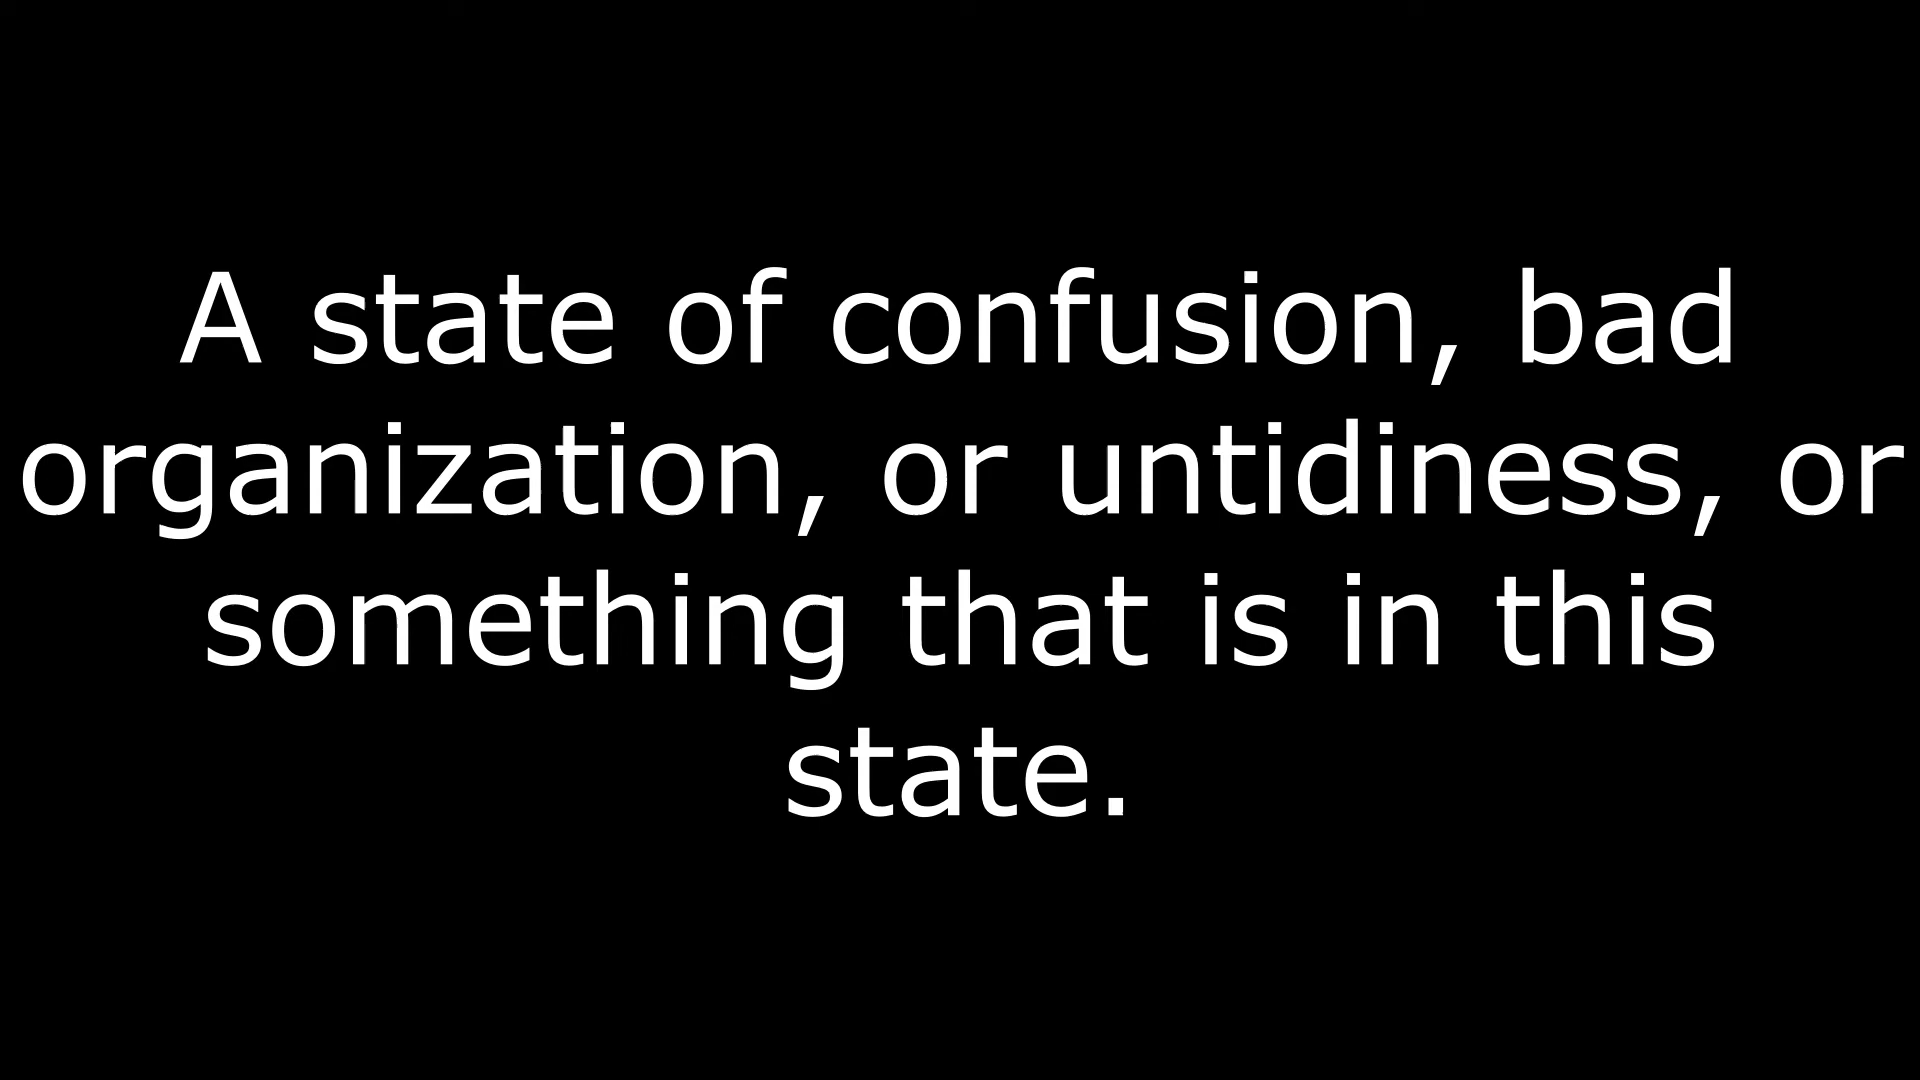 A state of confusion, bad
organization, or untidiness, or
something that is in this
state.